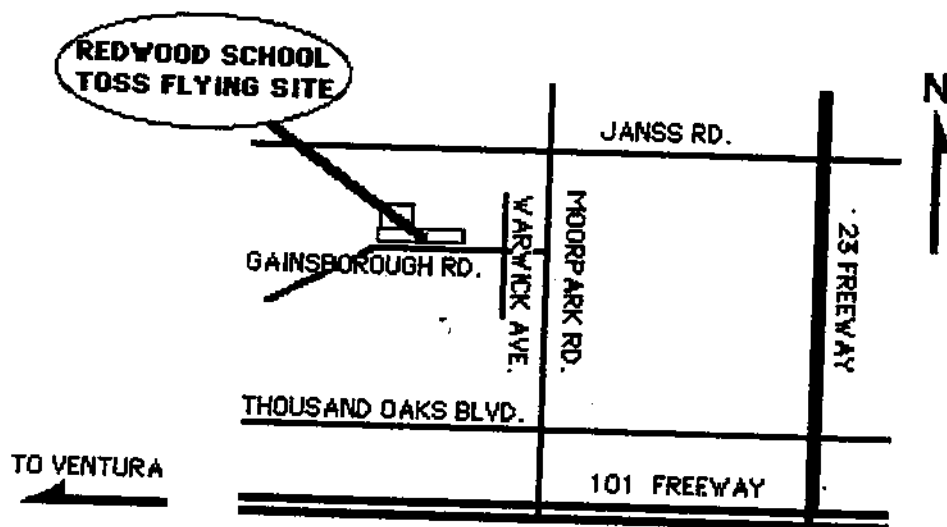 REDWOOD SCHOOL
TOSS FLYING SITE
N
JANSS RD.
MOORPARK RD.
WARWICK AVE.
23 FREEWAY
GAINSBOROUGH RD.
THOUSAND OAKS BLVD.
TO VENTURA
101 FREEWAY